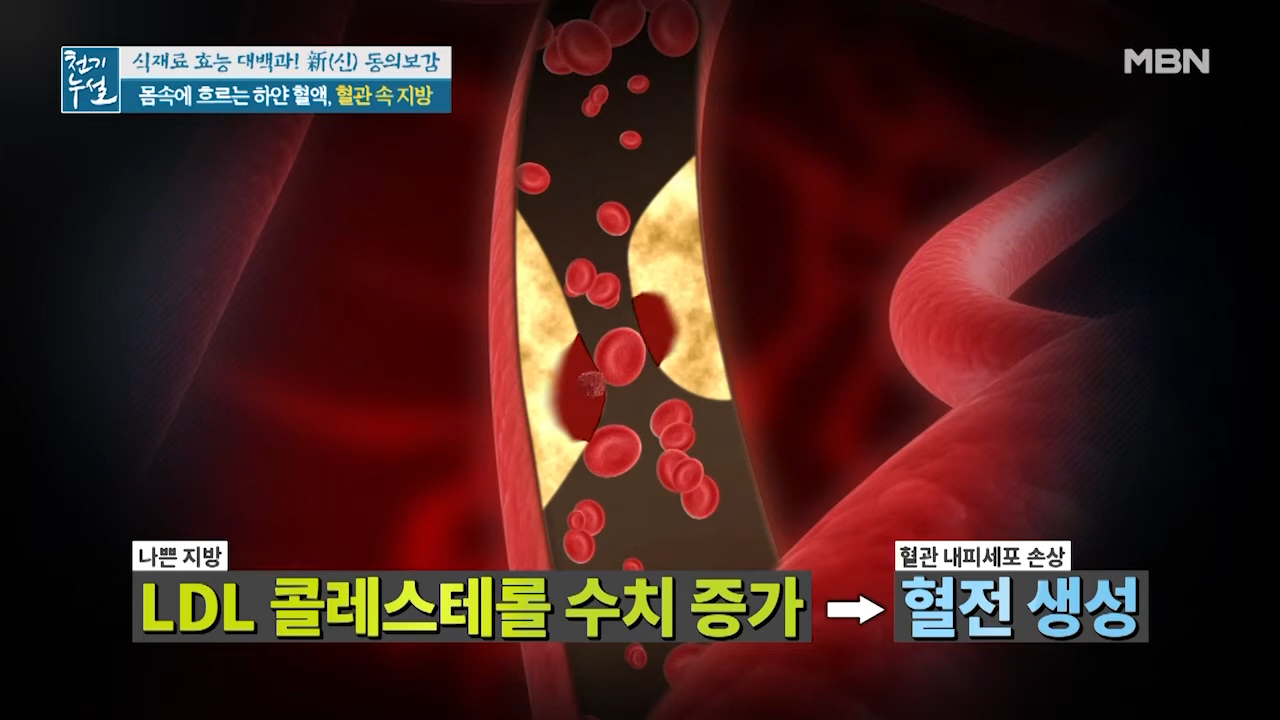 천기누설
식재료 효능 대백과! 新(신) 동의보감
몸속에 흐르는 하얀 혈액, 혈관 속 지방
MBN
나쁜 지방
LDL 콜레스테롤 수치 증가
혈관 내피세포 손상
혈전 생성